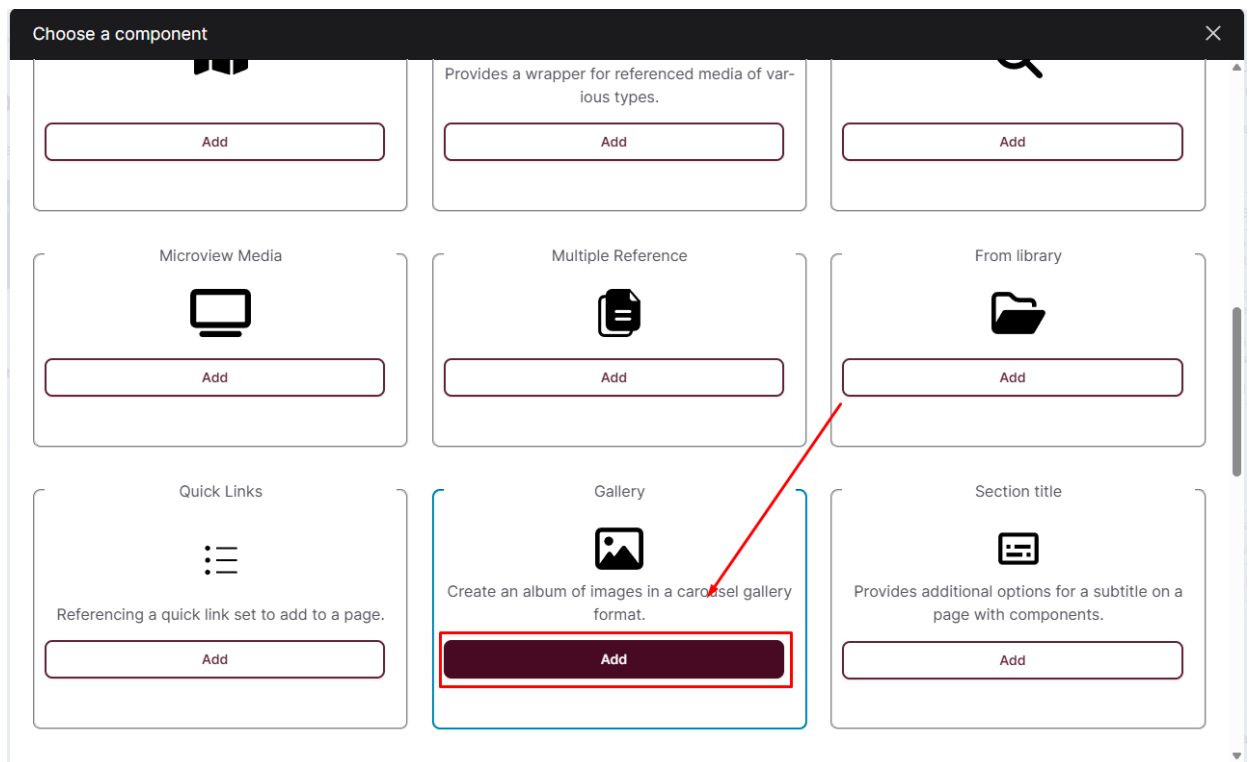 Choose a component
Provides a wrapper for referenced media of var-
ious types.
Add
Add
Add
Microview Media
Multiple Reference
From library
Add
Add
Add
Quick Links
Gallery
Section title
Referencing a quick link set to add to a page.
Create an album of images in a carousel gallery
format.
Provides additional options for a subtitle on a
page with components.
Add
Add
Add